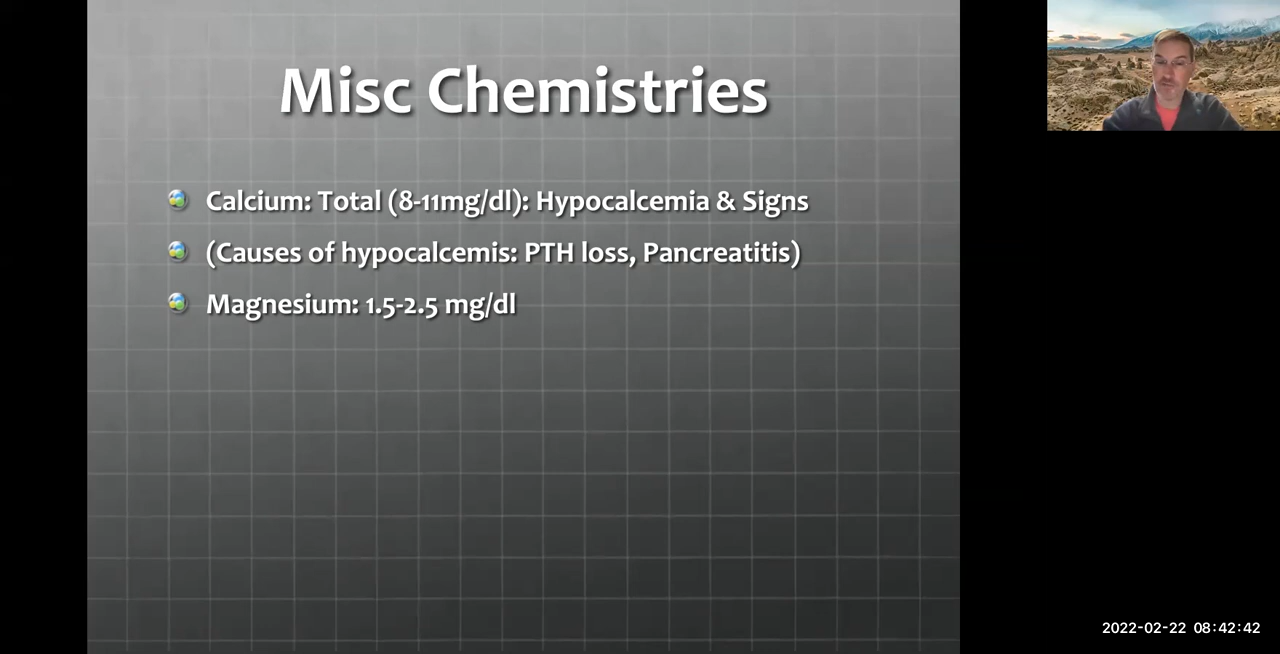 Misc Chemistries
Calcium: Total (8-11mg/dl): Hypocalcemia & Signs
(Causes of hypocalcemis: PTH loss, Pancreatitis)
Magnesium: 1.5-2.5 mg/dl
2022-02-22 08:42:42